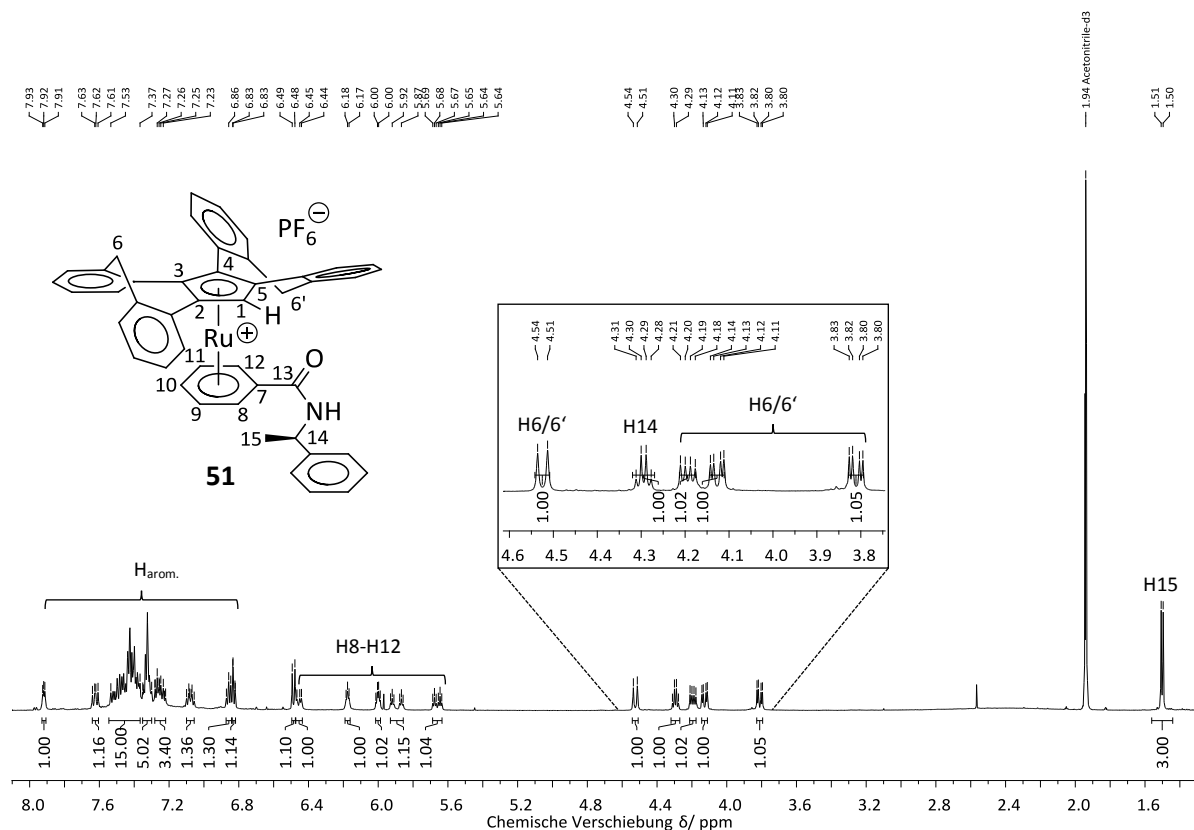 7.93 7.92 7.91 7.63 7.62 7.61 7.53 7.37 7.27 7.26 7.25 7.23 6.86 6.83 6.83 6.49 6.48 6.45 6.44 6.18 6.17 6.00 6.00 5.92 5.87 5.69 5.68 5.67 5.65 5.64 5.64 4.54 4.51 4.30 4.29 4.13 4.12 4.11 3.83 3.82 3.80 3.80 1.94 Acetonitrile-d3 1.51 1.50
PF6⊖
6
4
3
5
6'
2
1
H
Ru⊕
11
12
O
13
10
7
9
8
NH
15
14
51
4.54 4.51 4.31 4.30 4.29 4.28 4.21 4.20 4.19 4.18 4.14 4.13 4.12 4.11 3.83 3.82 3.80 3.80
H6/6‘
H14
H6/6‘
1.00 1.00 1.02 1.00 1.05
4.6 4.5 4.4 4.3 4.2 4.1 4.0 3.9 3.8
Harom.
H8-H12
H15
1.00 1.16 15.00 5.02 3.40 1.36 1.30 1.14 1.10 1.00 1.00 1.02 1.15 1.04 1.00 1.00 1.02 1.00 1.05 3.00
8.0 7.6 7.2 6.8 6.4 6.0 5.6 5.2 4.8 4.4 4.0 3.6 3.2 2.8 2.4 2.0 1.6
Chemische Verschiebung δ/ ppm